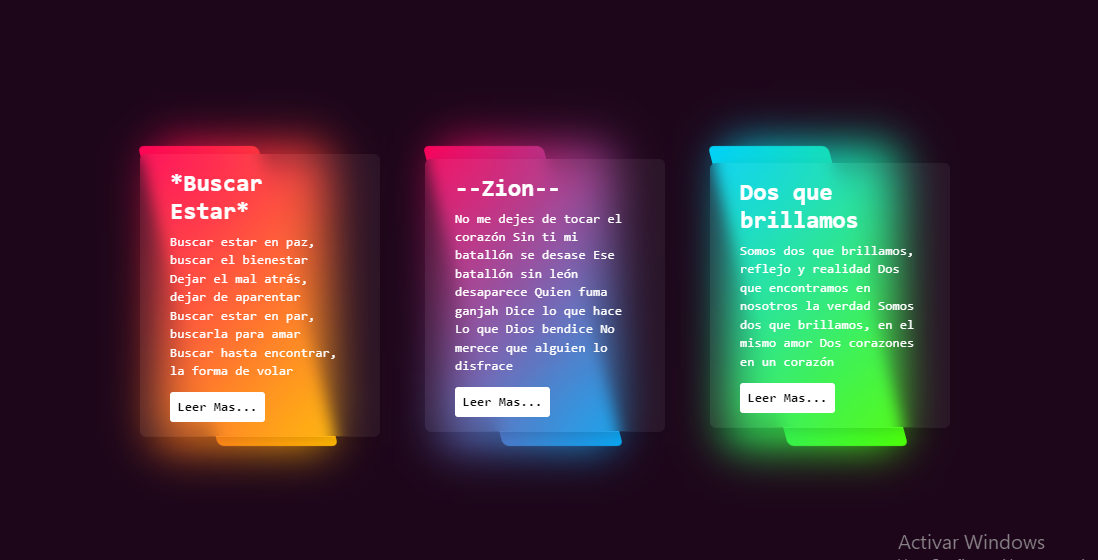 *Buscar
Estar*
Buscar estar en paz,
buscar el bienestar
Dejar el mal atrás,
dejar de aparentar
Buscar estar en par,
buscarla para amar
Buscar hasta encontrar,
la forma de volar
Leer Mas...
--Zion--
No me dejes de tocar el
corazón Sin ti mi
batallón se desase Ese
batallón sin león
desaparece Quien fuma
ganjah Dice lo que hace
Lo que Dios bendice No
merece que alguien lo
disfrace
Leer Mas...
Dos que
brillamos
Somos dos que brillamos,
reflejo y realidad Dos
que encontramos en
nosotros la verdad Somos
dos que brillamos, en el
mismo amor Dos corazones
en un corazón
Leer Mas...
Activar Windows